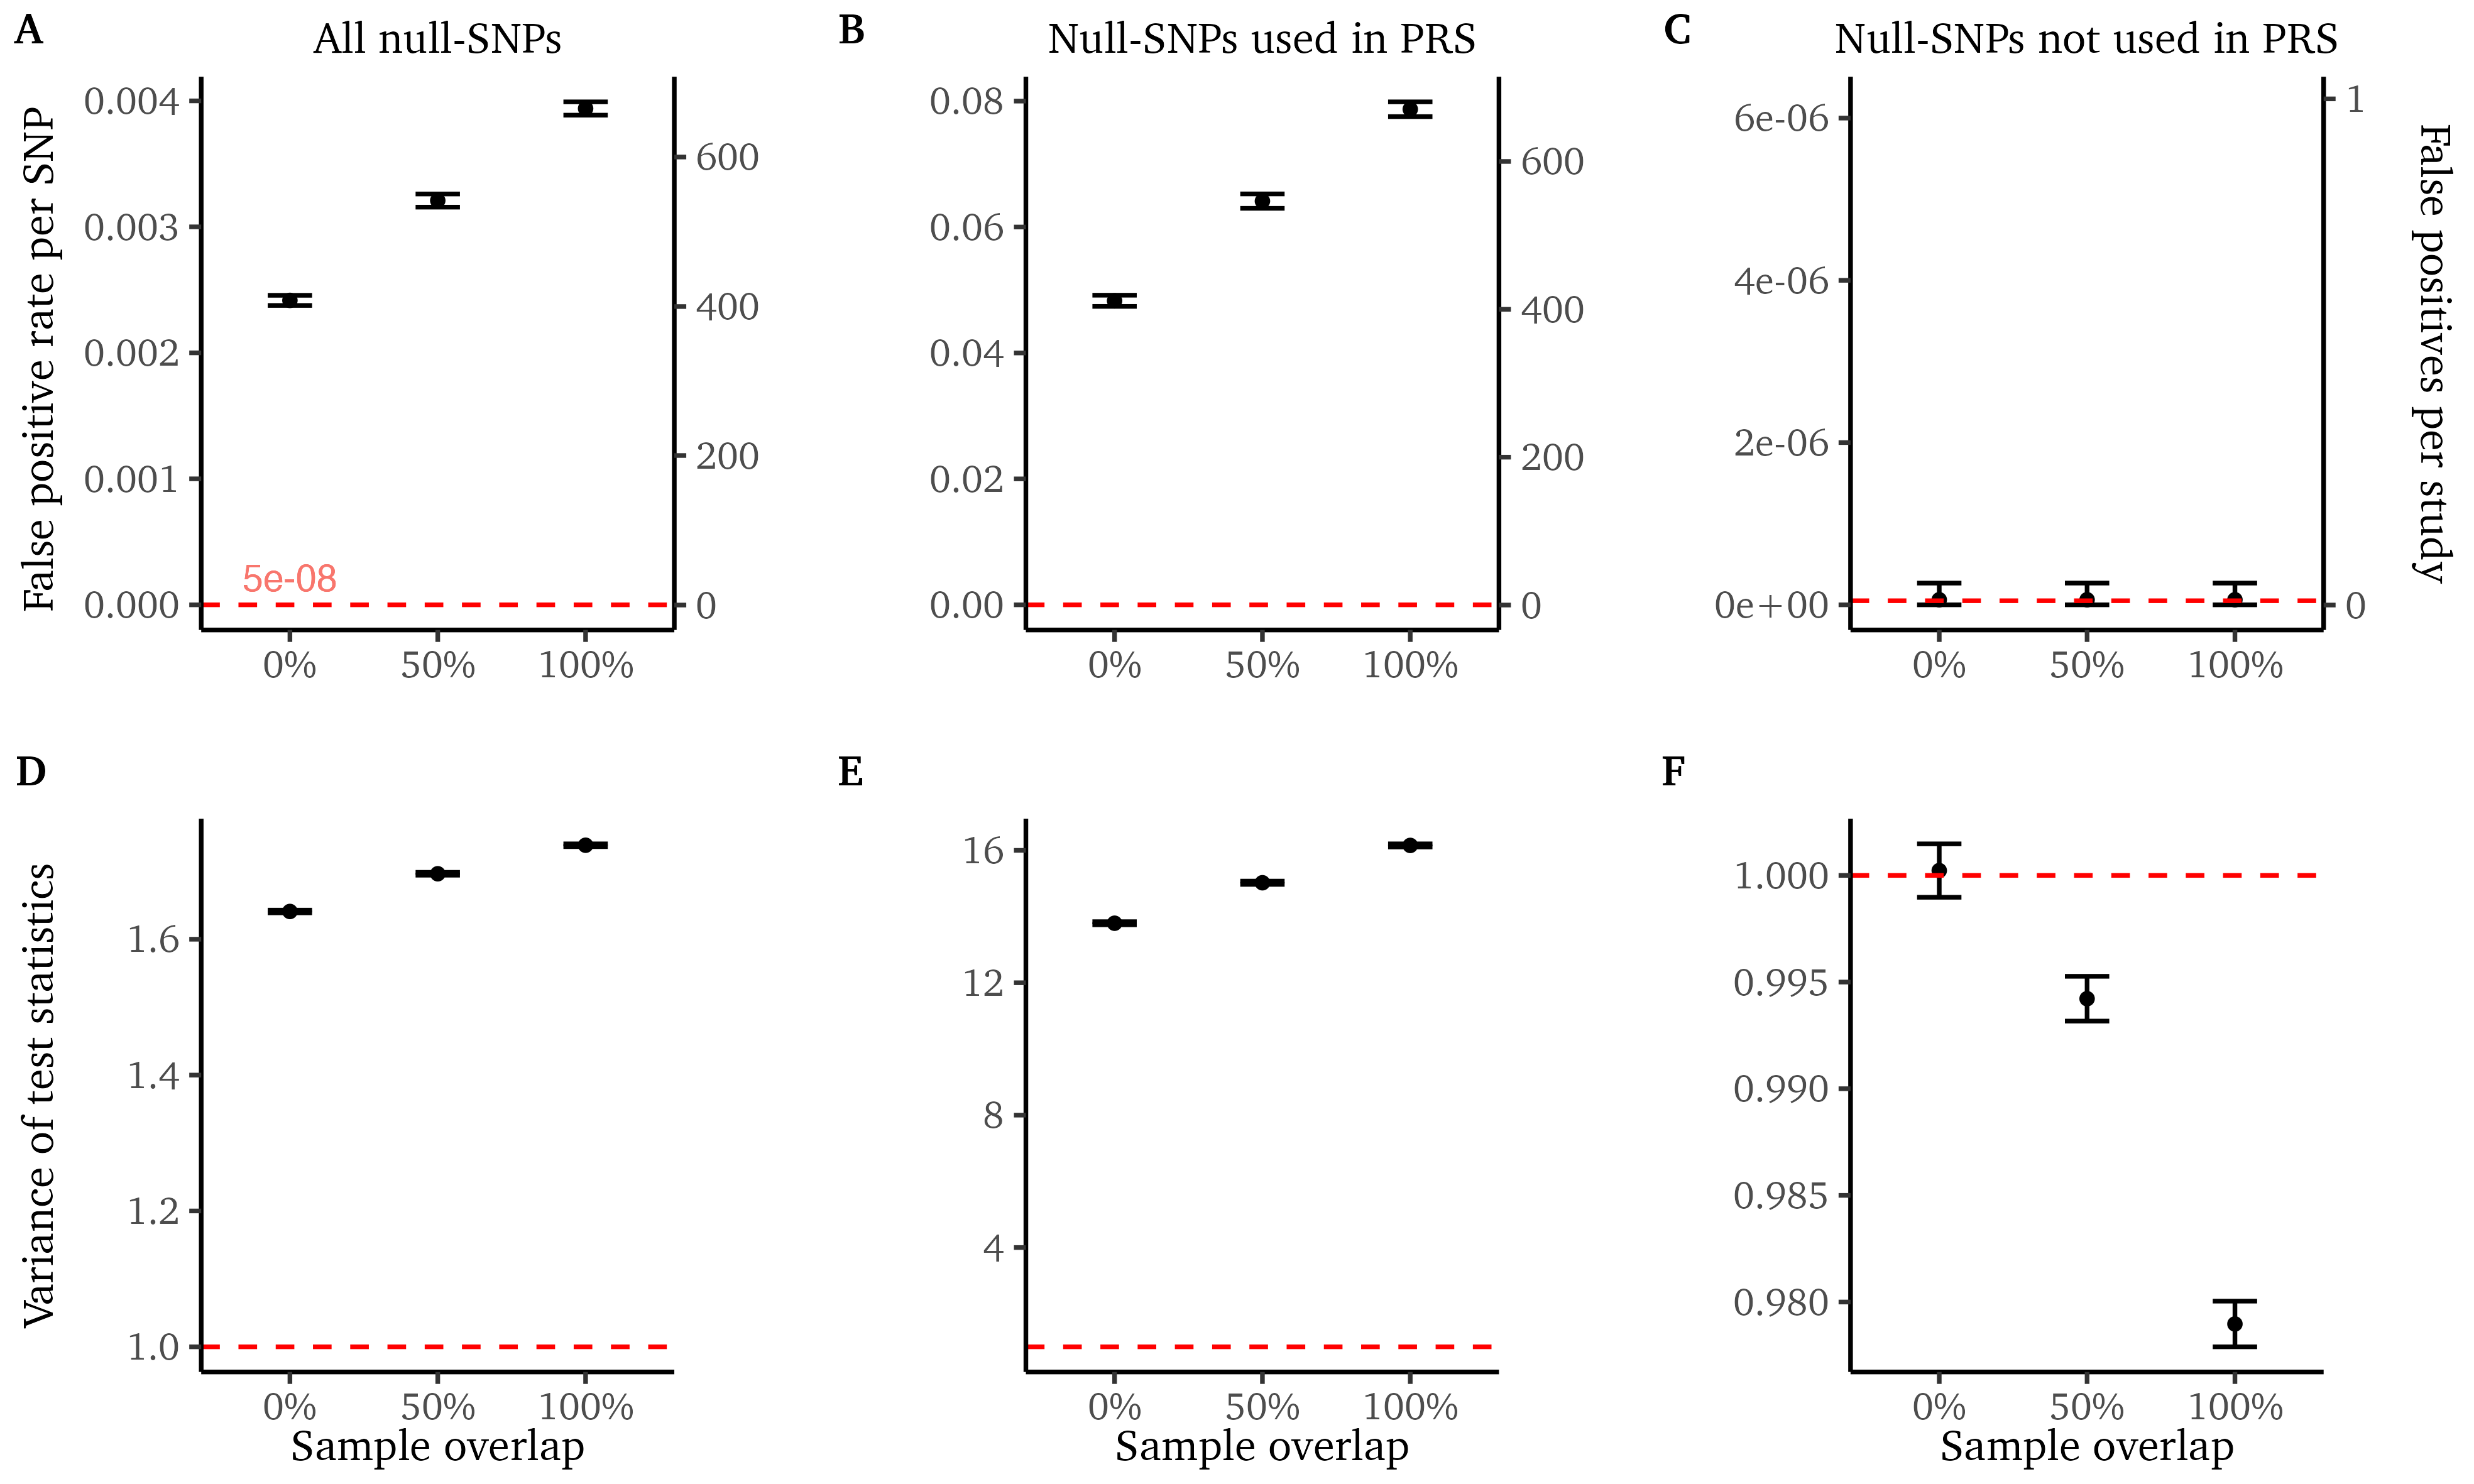 A
All null-SNPs
B
Null-SNPs used in PRS
C
Null-SNPs not used in PRS
False positive rate per SNP
0.004
0.003
0.002
0.001
0.000
5e-08
600
400
200
0
0% 50% 100%
0.08
0.06
0.04
0.02
0.00
600
400
200
0
0% 50% 100%
6e-06
4e-06
2e-06
0e+00
1
0
0% 50% 100%
False positives per study
D
E
F
Variance of test statistics
1.6
1.4
1.2
1.0
0% 50% 100%
Sample overlap
16
12
8
4
0% 50% 100%
Sample overlap
1.000
0.995
0.990
0.985
0.980
0% 50% 100%
Sample overlap